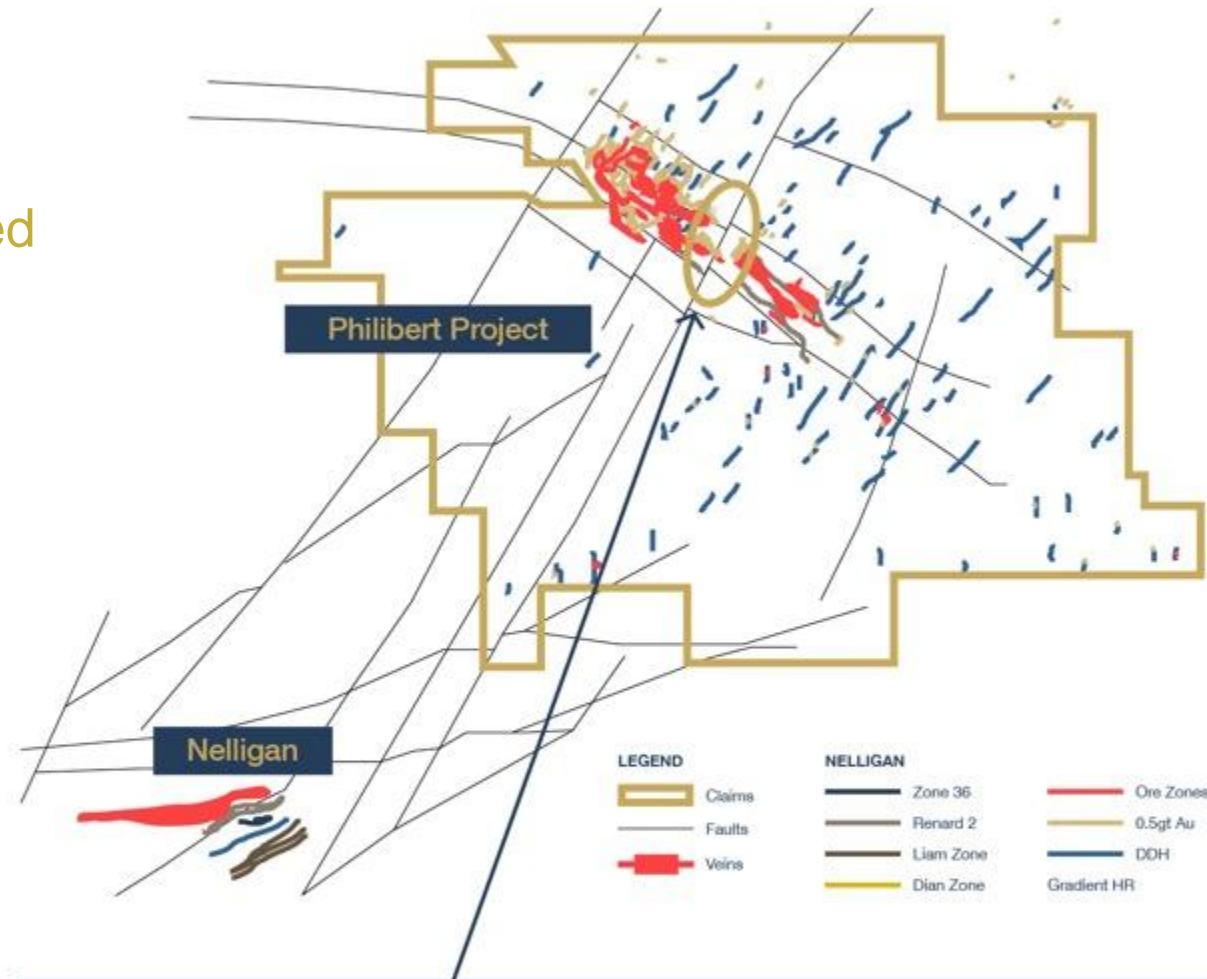 ed
Philibert Project
Nelligan
LEGEND
Claims
Faults
Veins
NELLIGAN
Zone 36
Renard 2
Liam Zone
Dian Zone
Ore Zones
0.5gt Au
DDH
Gradient HR